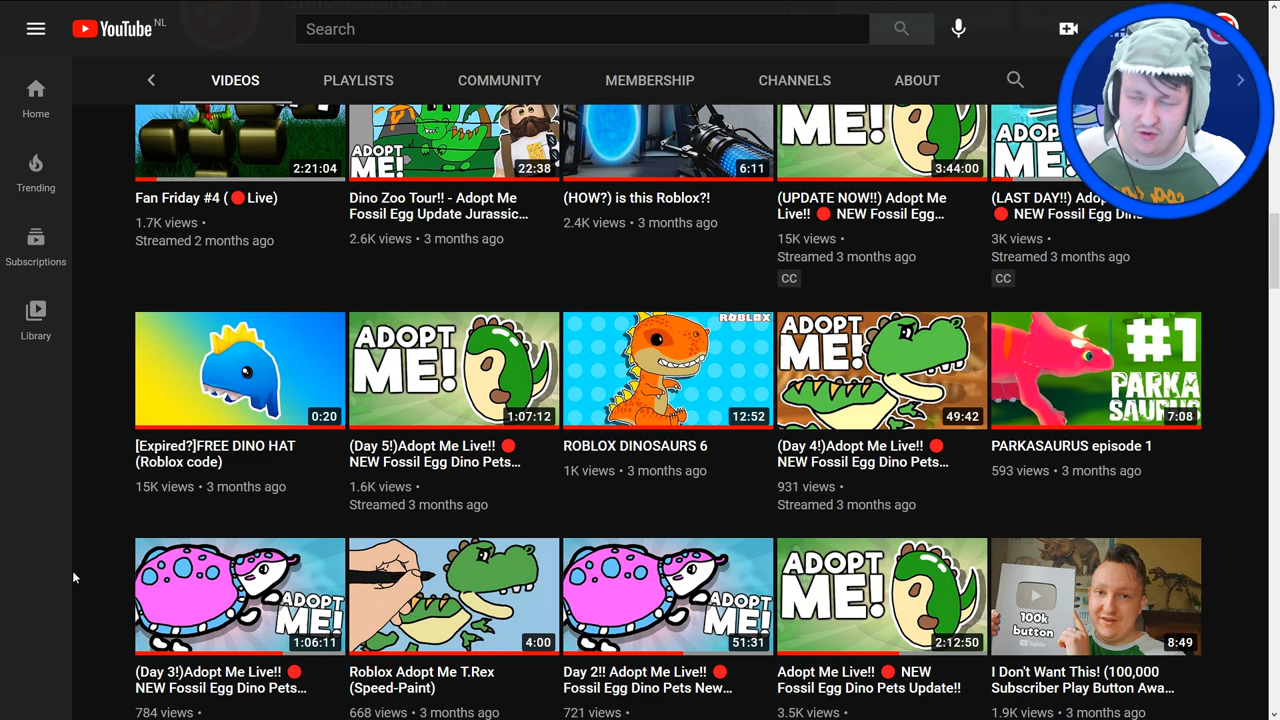 YouTube NL
Search
VIDEOS PLAYLISTS COMMUNITY MEMBERSHIP CHANNELS ABOUT
Home
Trending
Subscriptions
Library
2:21:04
Fan Friday #4 (🔴Live)
1.7K views •
Streamed 2 months ago
ADOPT
ME!
22:38
Dino Zoo Tour!! - Adopt Me
Fossil Egg Update Jurassic...
2.6K views • 3 months ago
6:11
(HOW?) is this Roblox?!
2.4K views • 3 months ago
ME!
3:44:00
(UPDATE NOW!!) Adopt Me
Live!! 🔴 NEW Fossil Egg...
15K views •
Streamed 3 months ago
CC
ADOPT
ME!
(LAST DAY!!) Adopt
🔴 NEW Fossil Egg Dino
3K views •
Streamed 3 months ago
CC
0:20
[Expired?]FREE DINO HAT
(Roblox code)
15K views • 3 months ago
ADOPT
ME!
1:07:12
(Day 5!)Adopt Me Live!! 🔴
NEW Fossil Egg Dino Pets...
1.6K views •
Streamed 3 months ago
ROBLOX
12:52
ROBLOX DINOSAURS 6
1K views • 3 months ago
ADOPT
ME!
49:42
(Day 4!)Adopt Me Live!! 🔴
NEW Fossil Egg Dino Pets...
931 views •
Streamed 3 months ago
#1
PARKA
SAURUS
7:08
PARKASAURUS episode 1
593 views • 3 months ago
ADOPT
ME!
1:06:11
(Day 3!)Adopt Me Live!! 🔴
NEW Fossil Egg Dino Pets...
784 views •
4:00
Roblox Adopt Me T.Rex
(Speed-Paint)
668 views • 3 months ago
ADOPT
ME!
51:31
Day 2!! Adopt Me Live!! 🔴
Fossil Egg Dino Pets New...
721 views •
ADOPT
ME!
2:12:50
Adopt Me Live!! 🔴 NEW
Fossil Egg Dino Pets Update!!
3.5K views •
100k
button
8:49
I Don't Want This! (100,000
Subscriber Play Button Awa...
1.9K views • 3 months ago